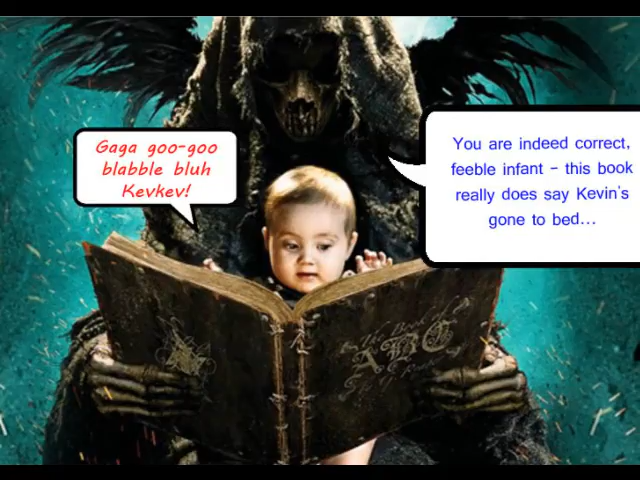 Gaga goo-goo
blabble bluh
Kevkev!
You are indeed correct,
feeble infant - this book
really does say Kevin's
gone to bed...
The Book of
ABC